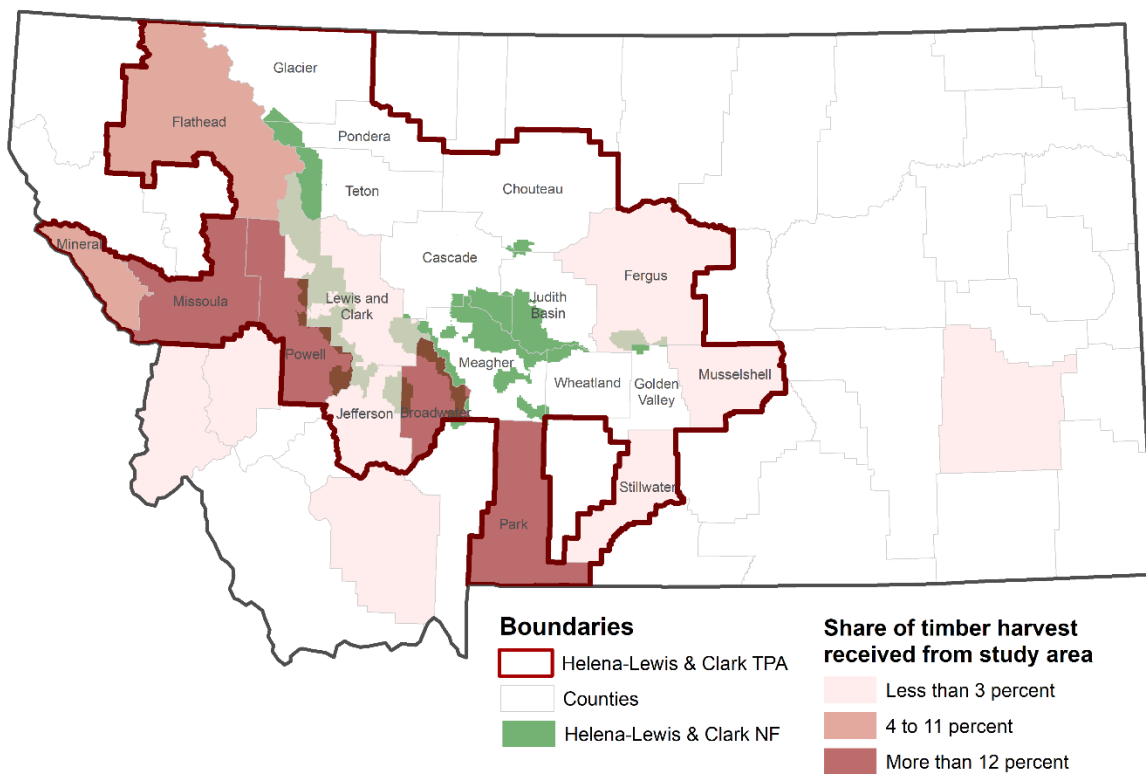 Glacier
Flathead
Pondera
Teton
Chouteau
Mineral
Cascade
Fergus
Missoula
Lewis and
Clark
Judith
Basin
Powell
Meagher
Wheatland
Golden
Valley
Musselshell
Jefferson
Broadwater
Stillwater
Park
Boundaries
Helena-Lewis & Clark TPA
Counties
Helena-Lewis & Clark NF
Share of timber harvest
received from study area
Less than 3 percent
4 to 11 percent
More than 12 percent